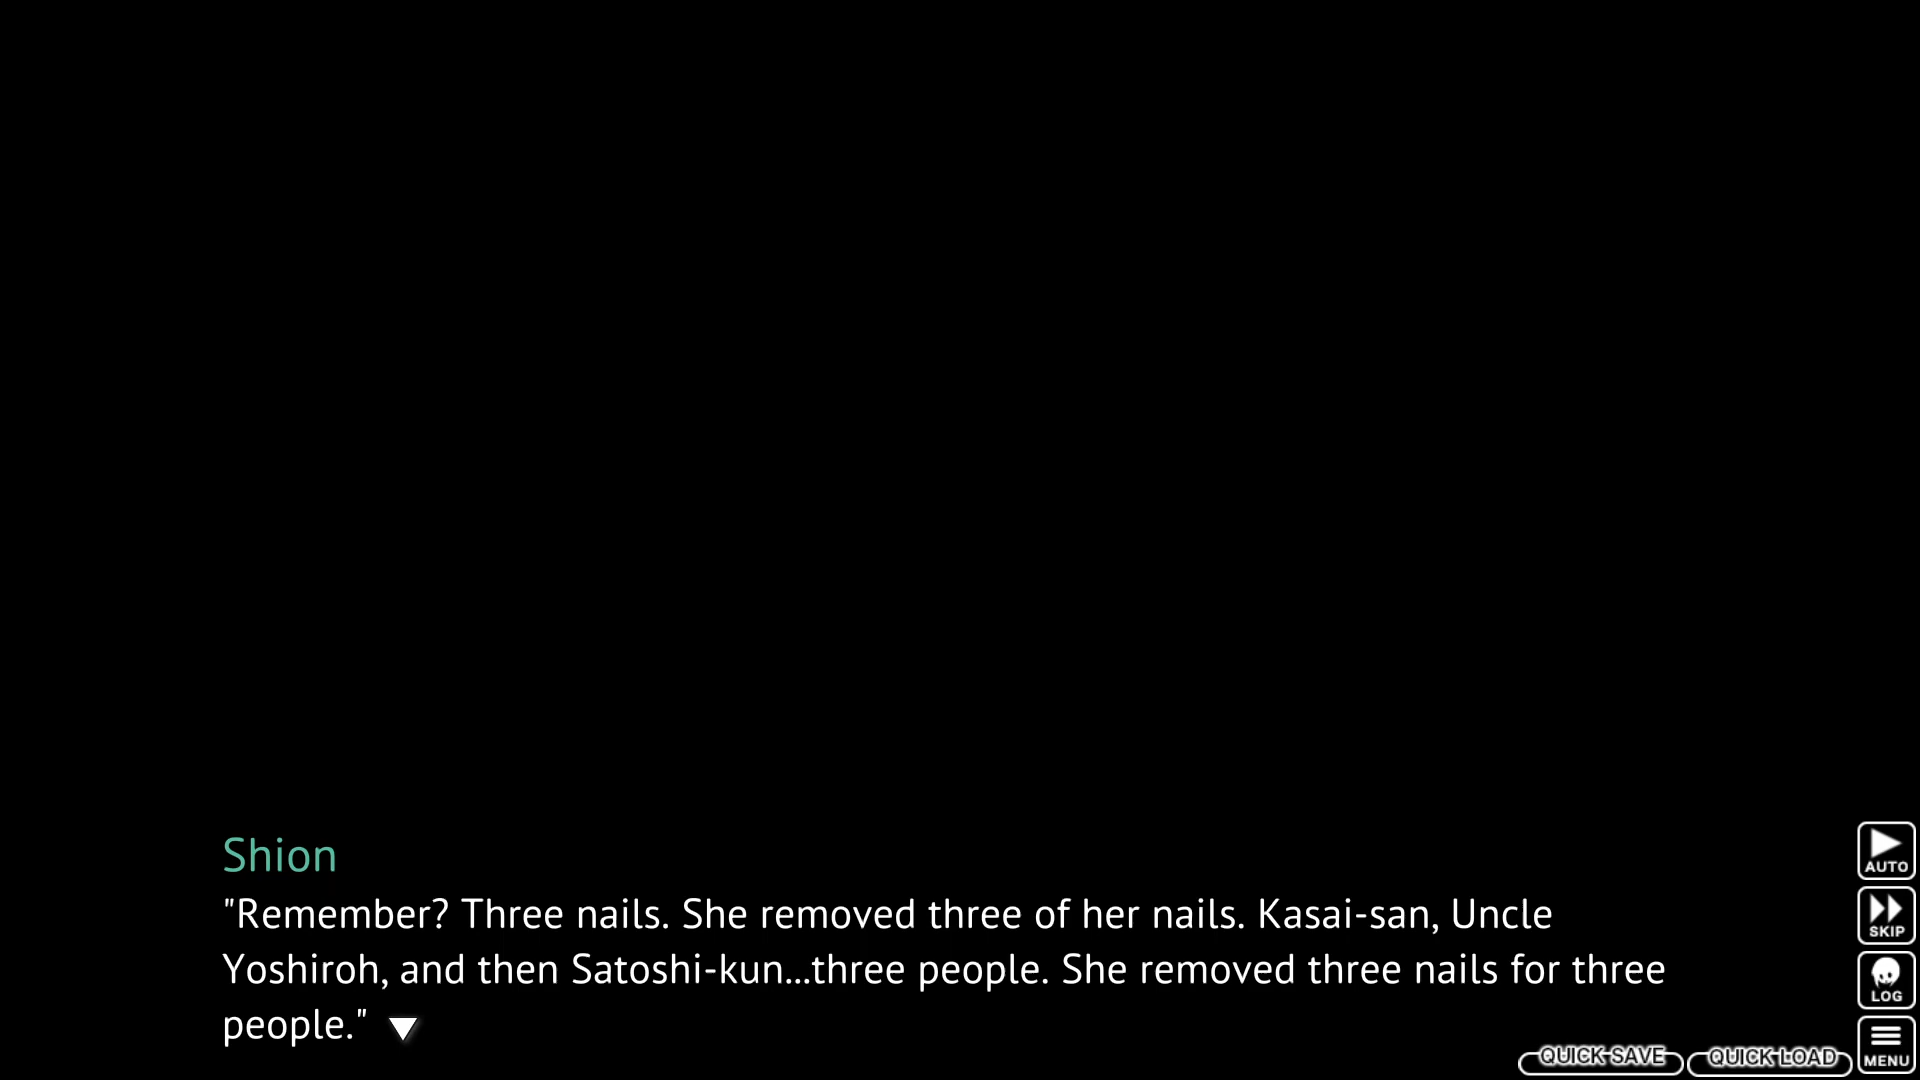 Shion
"Remember? Three nails. She removed three of her nails. Kasai-san, Uncle
Yoshiroh, and then Satoshi-kun...three people. She removed three nails for three
people."
AUTO
SKIP
LOG
MENU
QUICK SAVE QUICK LOAD